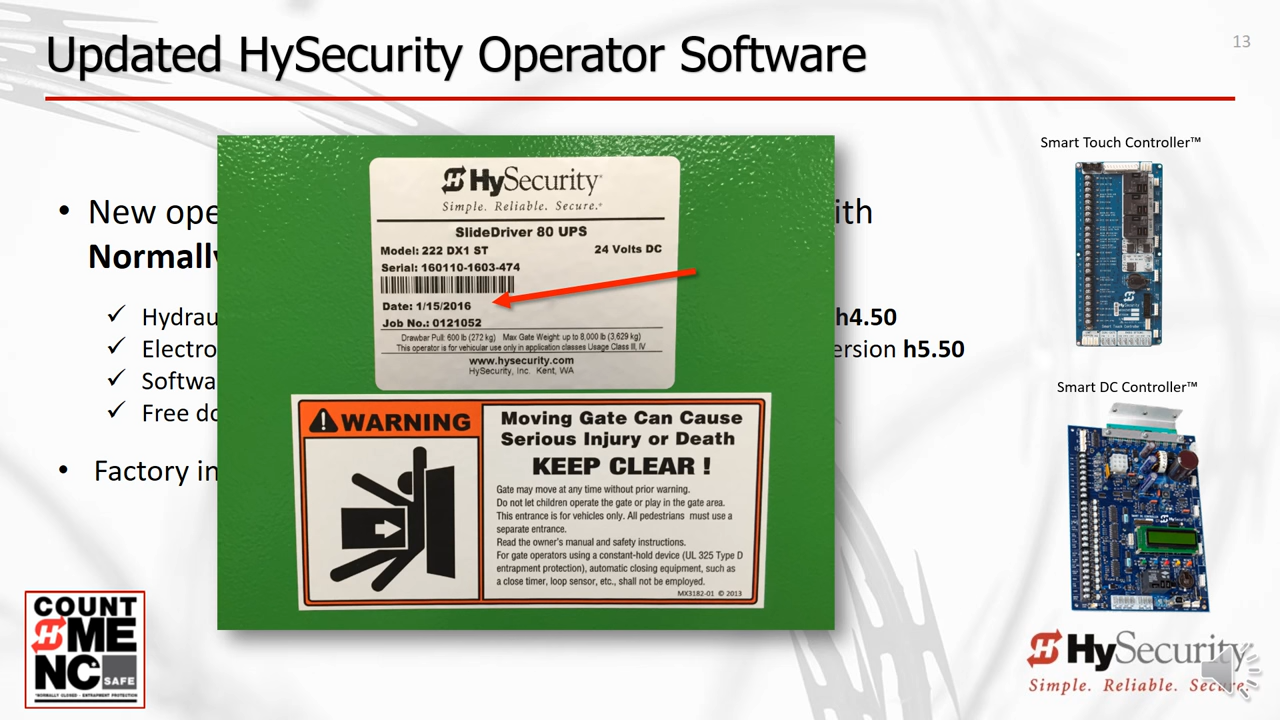 Updated HySecurity Operator Software
13
• New ope
ith
Normally
✓ Hydrau
h4.50
✓ Electro
ersion h5.50
✓ Softwa
✓ Free do
• Factory in
HySecurity
Simple. Reliable. Secure.®
SlideDriver 80 UPS
Model: 222 DX1 ST 24 Volts DC
Serial: 160110-1603-474
Date: 1/15/2016
Job No.: 0121052
Drawbar Pull: 600 lb (272 kg) Max Gate Weight: up to 8,000 lb (3,629 kg)
This operator is for vehicular use only in application classes Usage Class III, IV
www.hysecurity.com
HySecurity, Inc. Kent, WA
WARNING
Moving Gate Can Cause
Serious Injury or Death
KEEP CLEAR !
Gate may move at any time without prior warning.
Do not let children operate the gate or play in the gate area.
This entrance is for vehicles only. All pedestrians must use a
separate entrance.
Read the owner's manual and safety instructions.
For gate operators using a constant-hold device (UL 325 Type D
entrapment protection), automatic closing equipment, such as
a close timer, loop sensor, etc., shall not be employed.
MX3182-01 © 2013
Smart Touch Controller™
Smart Touch Controller
Smart DC Controller™
COUNT
ME
NC SAFE
*NORMALLY CLOSED - ENTRAPMENT PROTECTION
HySecurity
Simple. Reliable. Secure.